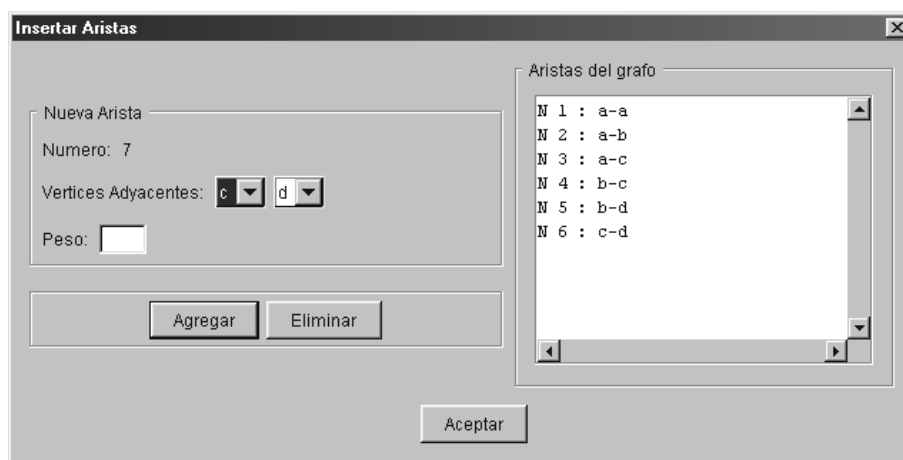 Insertar Aristas
Nueva Arista
Numero: 7
Vertices Adyacentes: c d
Peso:
Agregar Eliminar
Aristas del grafo
N 1 : a-a
N 2 : a-b
N 3 : a-c
N 4 : b-c
N 5 : b-d
N 6 : c-d
Aceptar